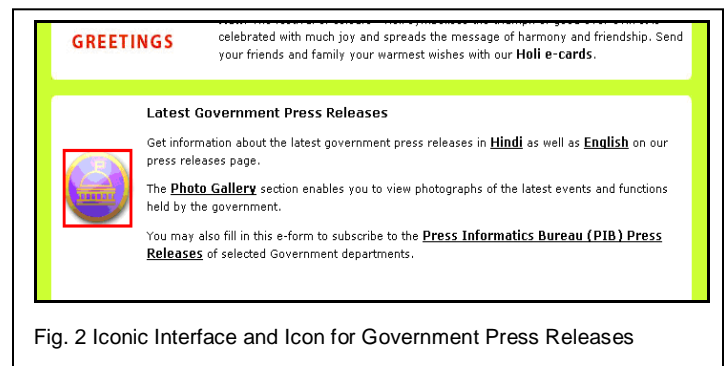 GREETINGS
celebrated with much joy and spreads the message of harmony and friendship. Send
your friends and family your warmest wishes with our Holi e-cards.
Latest Government Press Releases
Get information about the latest government press releases in Hindi as well as English on our
press releases page.
The Photo Gallery section enables you to view photographs of the latest events and functions
held by the government.
You may also fill in this e-form to subscribe to the Press Informatics Bureau (PIB) Press
Releases of selected Government departments.
Fig. 2 Iconic Interface and Icon for Government Press Releases